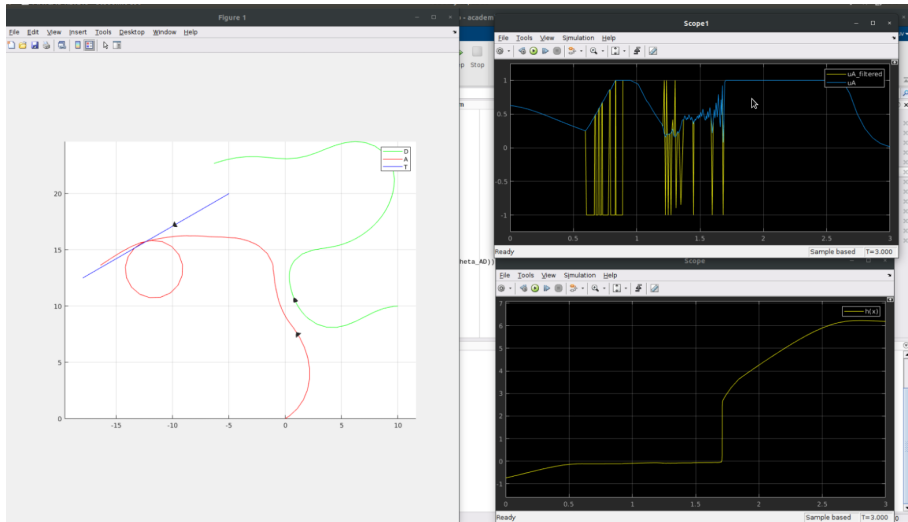 Figure 1
File Edit View Insert Tools Desktop Window Help
D
A
T
20
15
10
5
0
-15 -10 -5 0 5 10
- academ
Stop
heta_AD))
Scope1
File Tools View Simulation Help
uA_filtered
uA
1
0.5
0
-0.5
-1
0 0.5 1 1.5 2 2.5 3
Ready Sample based T=3.000
Scope
File Tools View Simulation Help
h(x)
7
6
5
4
3
2
1
0
-1
0 0.5 1 1.5 2 2.5 3
Ready Sample based T=3.000